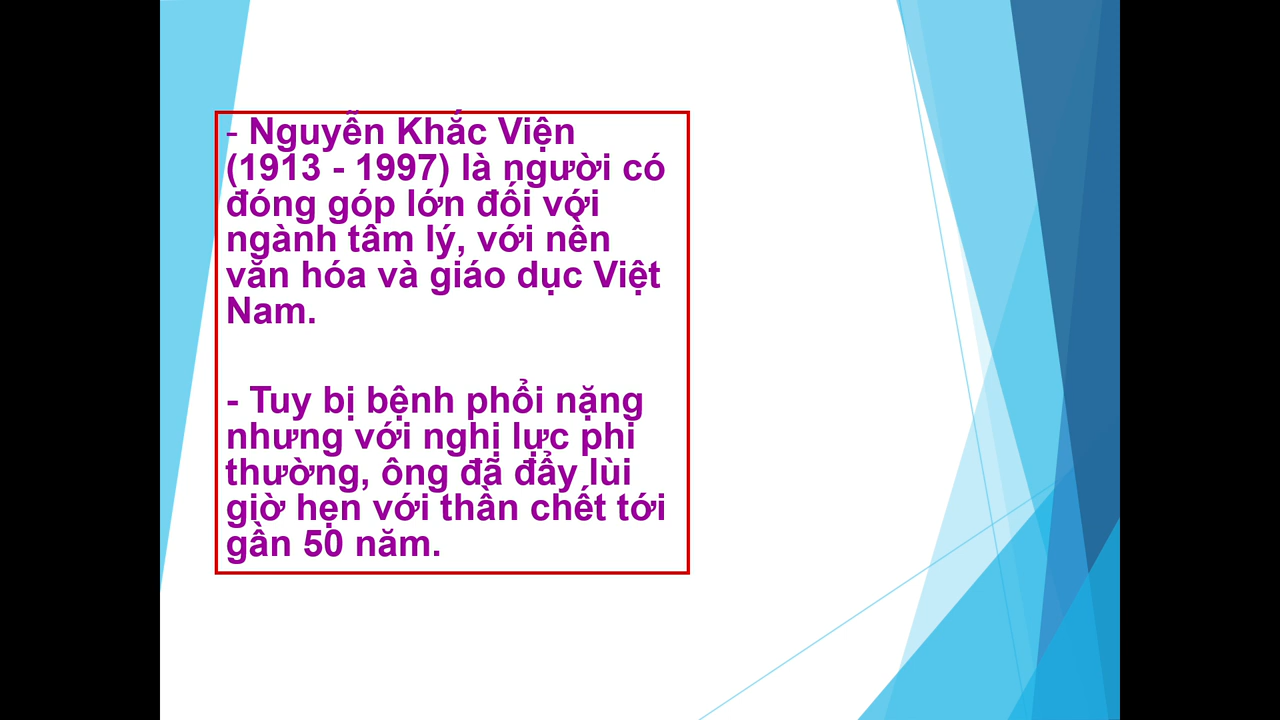 - Nguyễn Khắc Viện
(1913 - 1997) là người có
đóng góp lớn đối với
ngành tâm lý, với nền
văn hóa và giáo dục Việt
Nam.
- Tuy bị bệnh phổi nặng
nhưng với nghị lực phi
thường, ông đã đẩy lùi
giờ hẹn với thần chết tới
gần 50 năm.